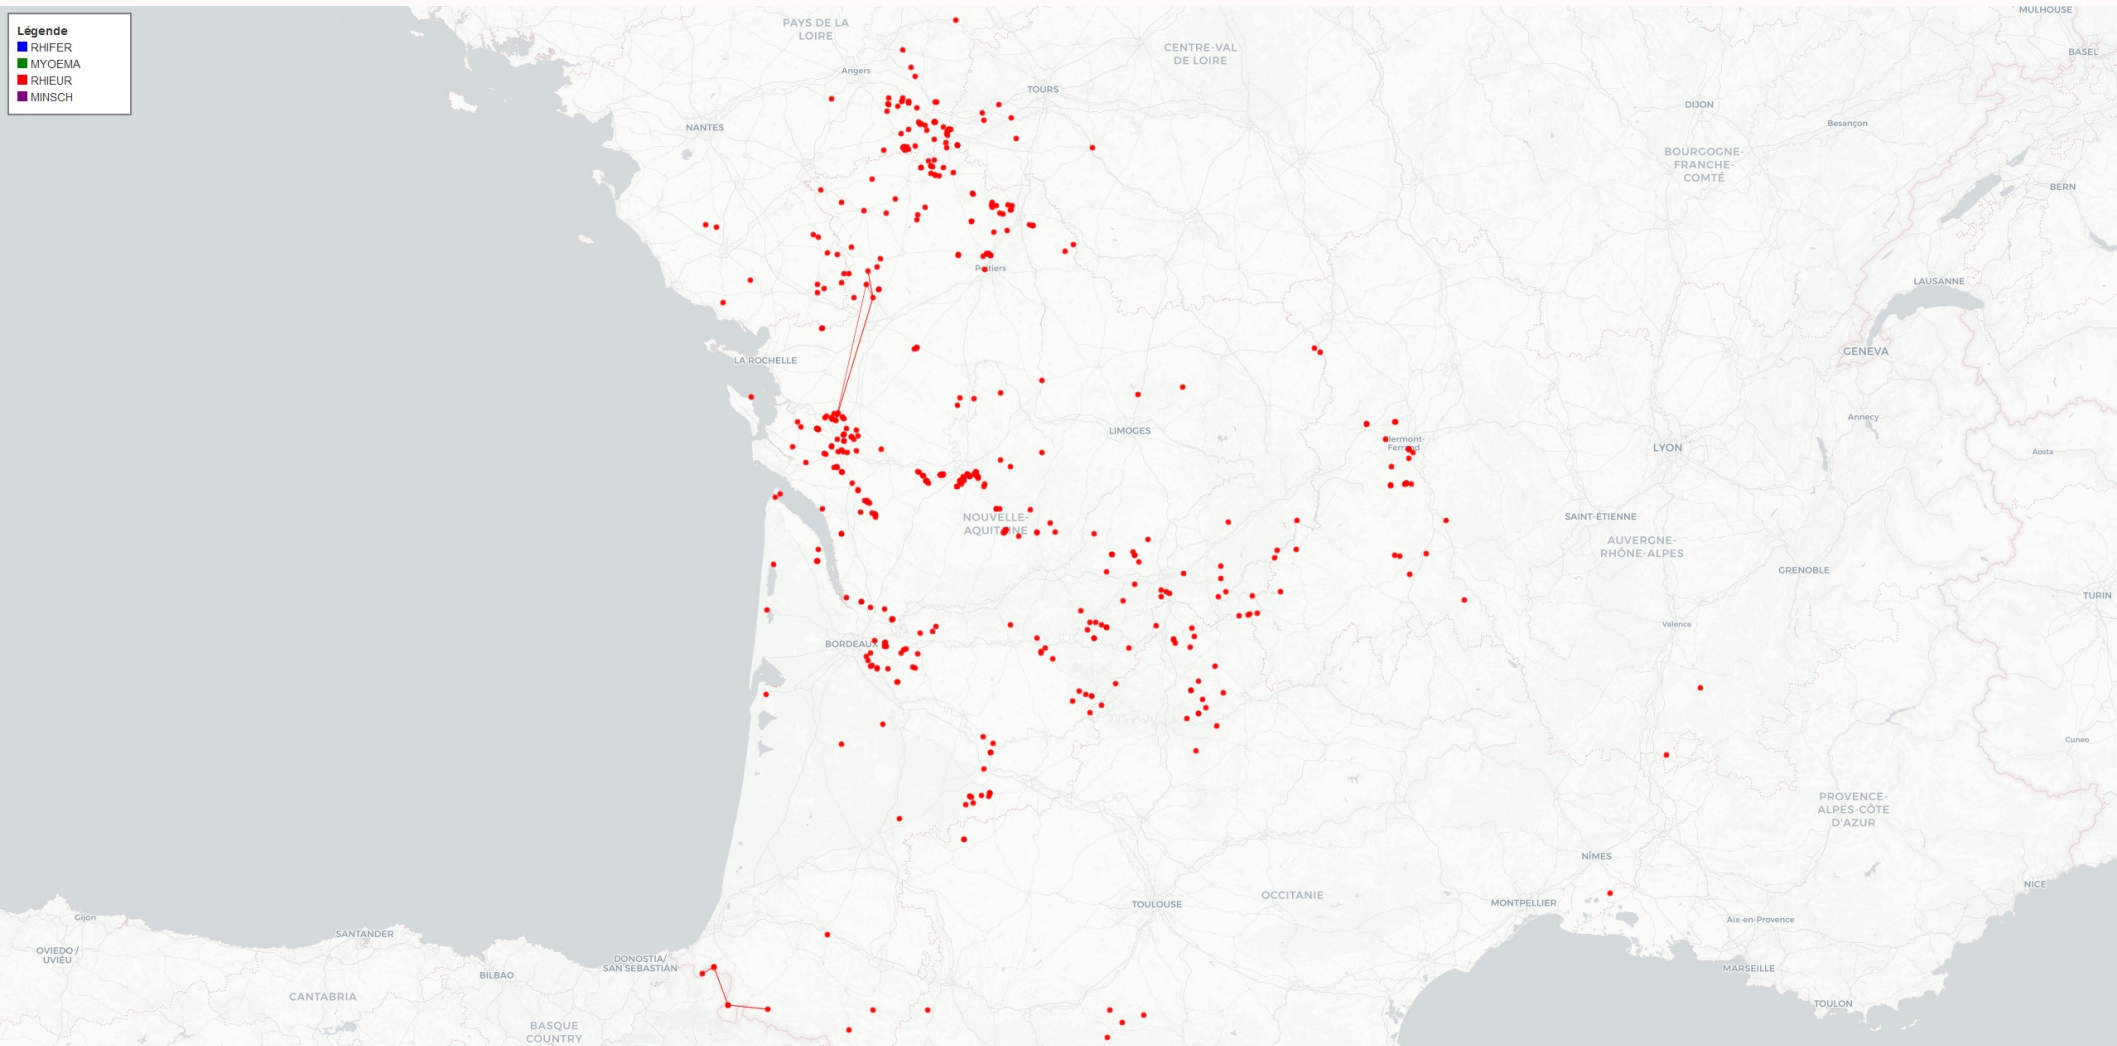 Légende
RHIFER
MYOEMA
RHIEUR
MINSCH
PAYS DE LA
LOIRE
CENTRE-VAL
DE LOIRE
MULHOUSE
BASEL
Angers
TOURS
DIJON
Besançon
NANTES
BOURGOGNE-
FRANCHE-
COMTÉ
BERN
Poitiers
LAUSANNE
GENEVA
LA ROCHELLE
Annecy
LIMOGES
Clermont-
Ferrand
LYON
Aosta
NOUVELLE-
AQUITAINE
SAINT-ÉTIENNE
AUVERGNE-
RHÔNE-ALPES
GRENOBLE
TURIN
Valence
BORDEAUX
Cuneo
PROVENCE-
ALPES-CÔTE
D'AZUR
NÎMES
NICE
OCCITANIE
TOULOUSE
MONTPELLIER
Aix-en-Provence
Gijón
SANTANDER
OVIEDO /
UVIÉU
BILBAO
DONOSTIA/
SAN SEBASTIÁN
MARSEILLE
CANTABRIA
TOULON
BASQUE
COUNTRY